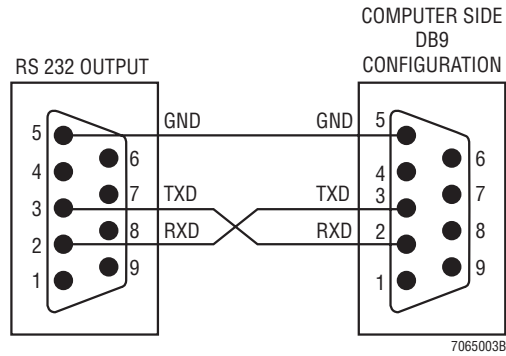 COMPUTER SIDE
DB9
CONFIGURATION
RS 232 OUTPUT
GND GND
5 5
6 6
4 4
7 TXD TXD 7
3 3
8 RXD RXD 8
2 2
9 9
1 1
7065003B